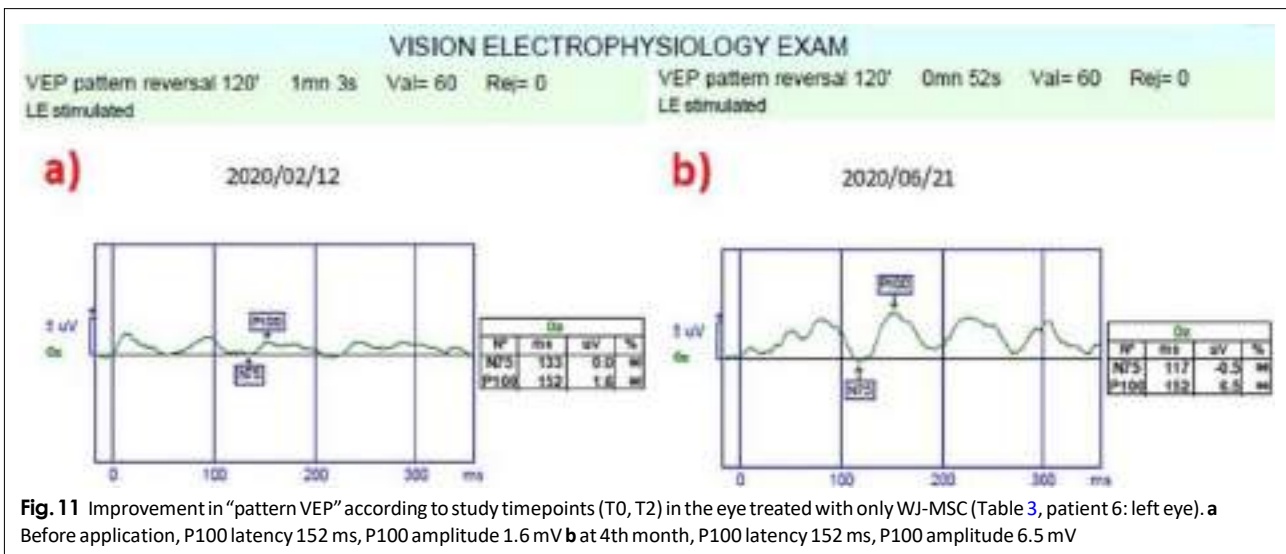 VISION ELECTROPHYSIOLOGY EXAM
VEP pattern reversal 120' 1mn 3s Val= 60 Rej= 0
LE stimulated
VEP pattern reversal 120' 0mn 52s Val= 60 Rej= 0
LE stimulated
a)
2020/02/12
b)
2020/06/21
P100
N75
5 uV
Oz
0 100 200 300 ms
Oz
N° ms uV %
N75 133 0.0
P100 152 1.6
P100
N75
5 uV
Oz
0 100 200 300 ms
Oz
N° ms uV %
N75 117 -0.5
P100 152 6.5
Fig. 11 Improvement in “pattern VEP” according to study timepoints (T0, T2) in the eye treated with only WJ-MSC (Table 3, patient 6: left eye). a
Before application, P100 latency 152 ms, P100 amplitude 1.6 mV b at 4th month, P100 latency 152 ms, P100 amplitude 6.5 mV